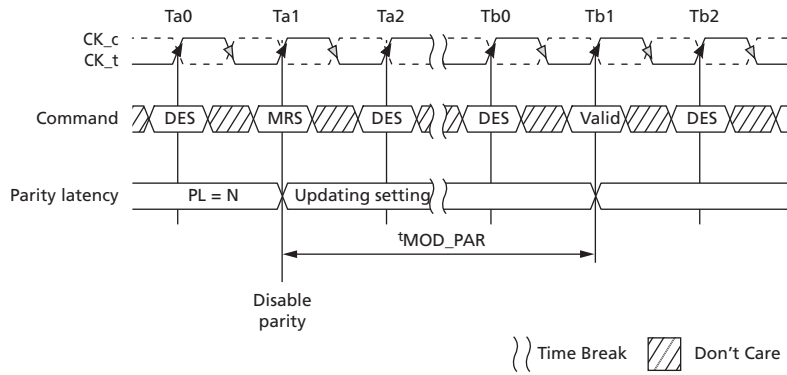 Ta0 Ta1 Ta2 Tb0 Tb1 Tb2
CK_c
CK_t
Command DES MRS DES DES Valid DES
Parity latency PL = N Updating setting
tMOD_PAR
Disable
parity
Time Break Don't Care